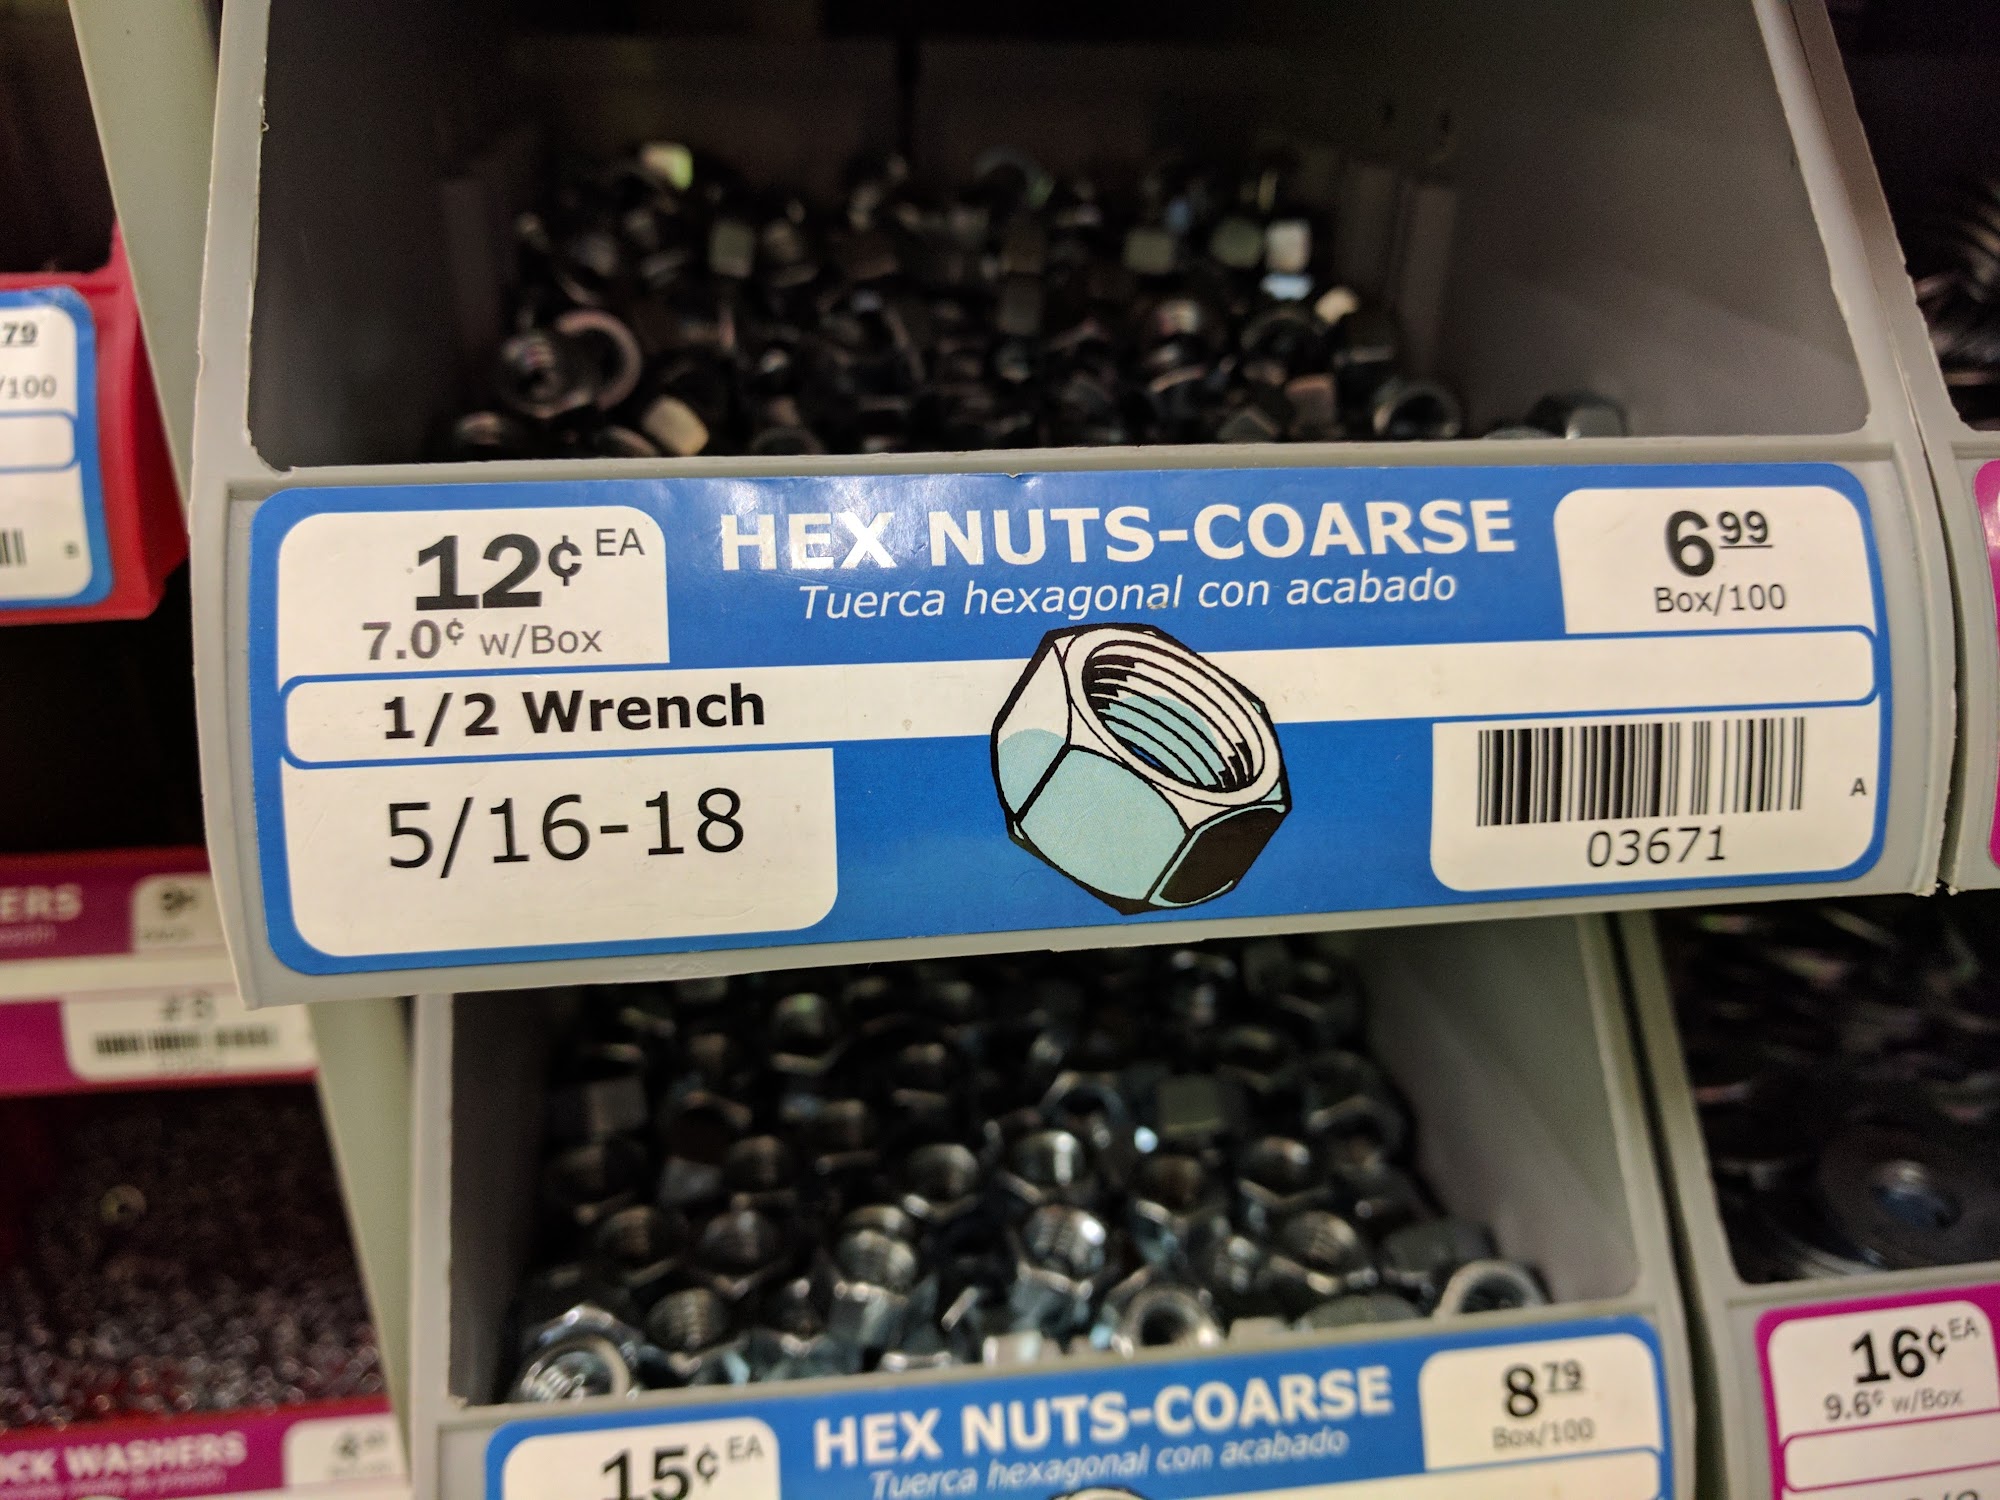 79
/100
12¢ EA
7.0¢ w/Box
HEX NUTS-COARSE
Tuerca hexagonal con acabado
6.99
Box/100
1/2 Wrench
5/16-18
03671
A
B
ERS
HEX NUTS-COARSE
Tuerca hexagonal con acabado
15¢ EA
8.79
Box/100
16¢ EA
9.6¢ w/Box
OCK WASHERS